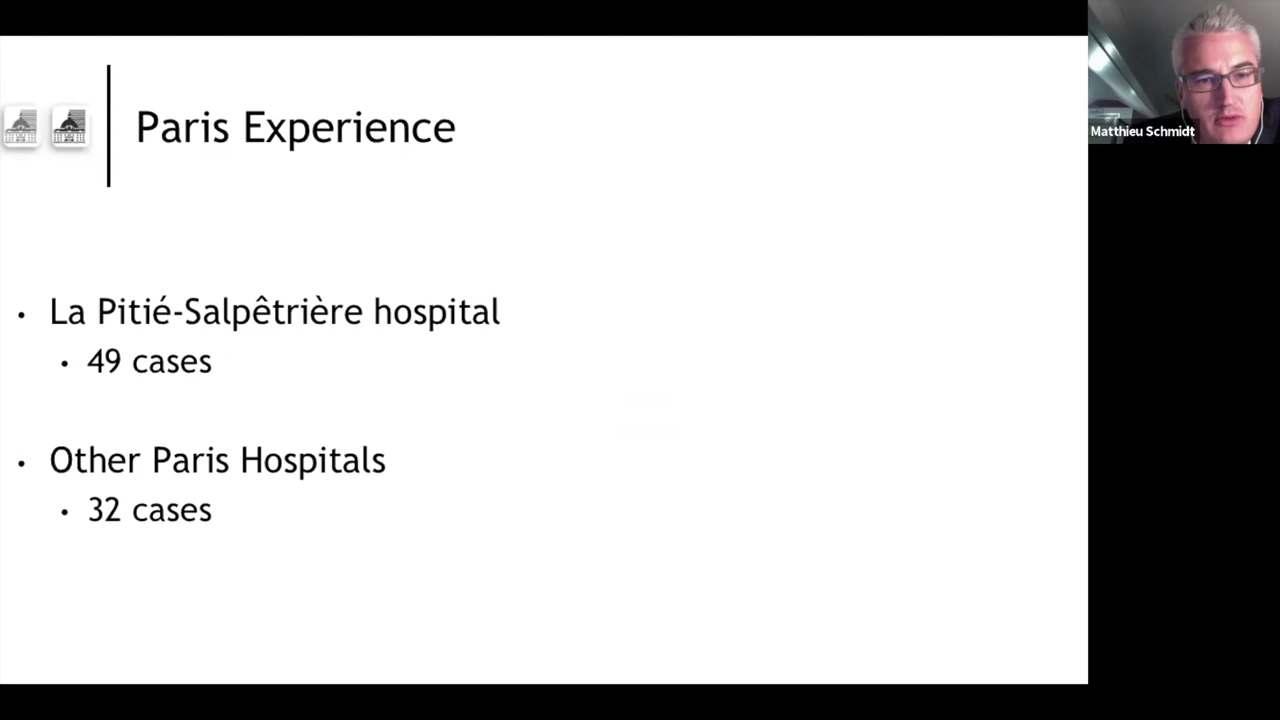 Paris Experience
Matthieu Schmidt
• La Pitié-Salpêtrière hospital
• 49 cases
• Other Paris Hospitals
• 32 cases